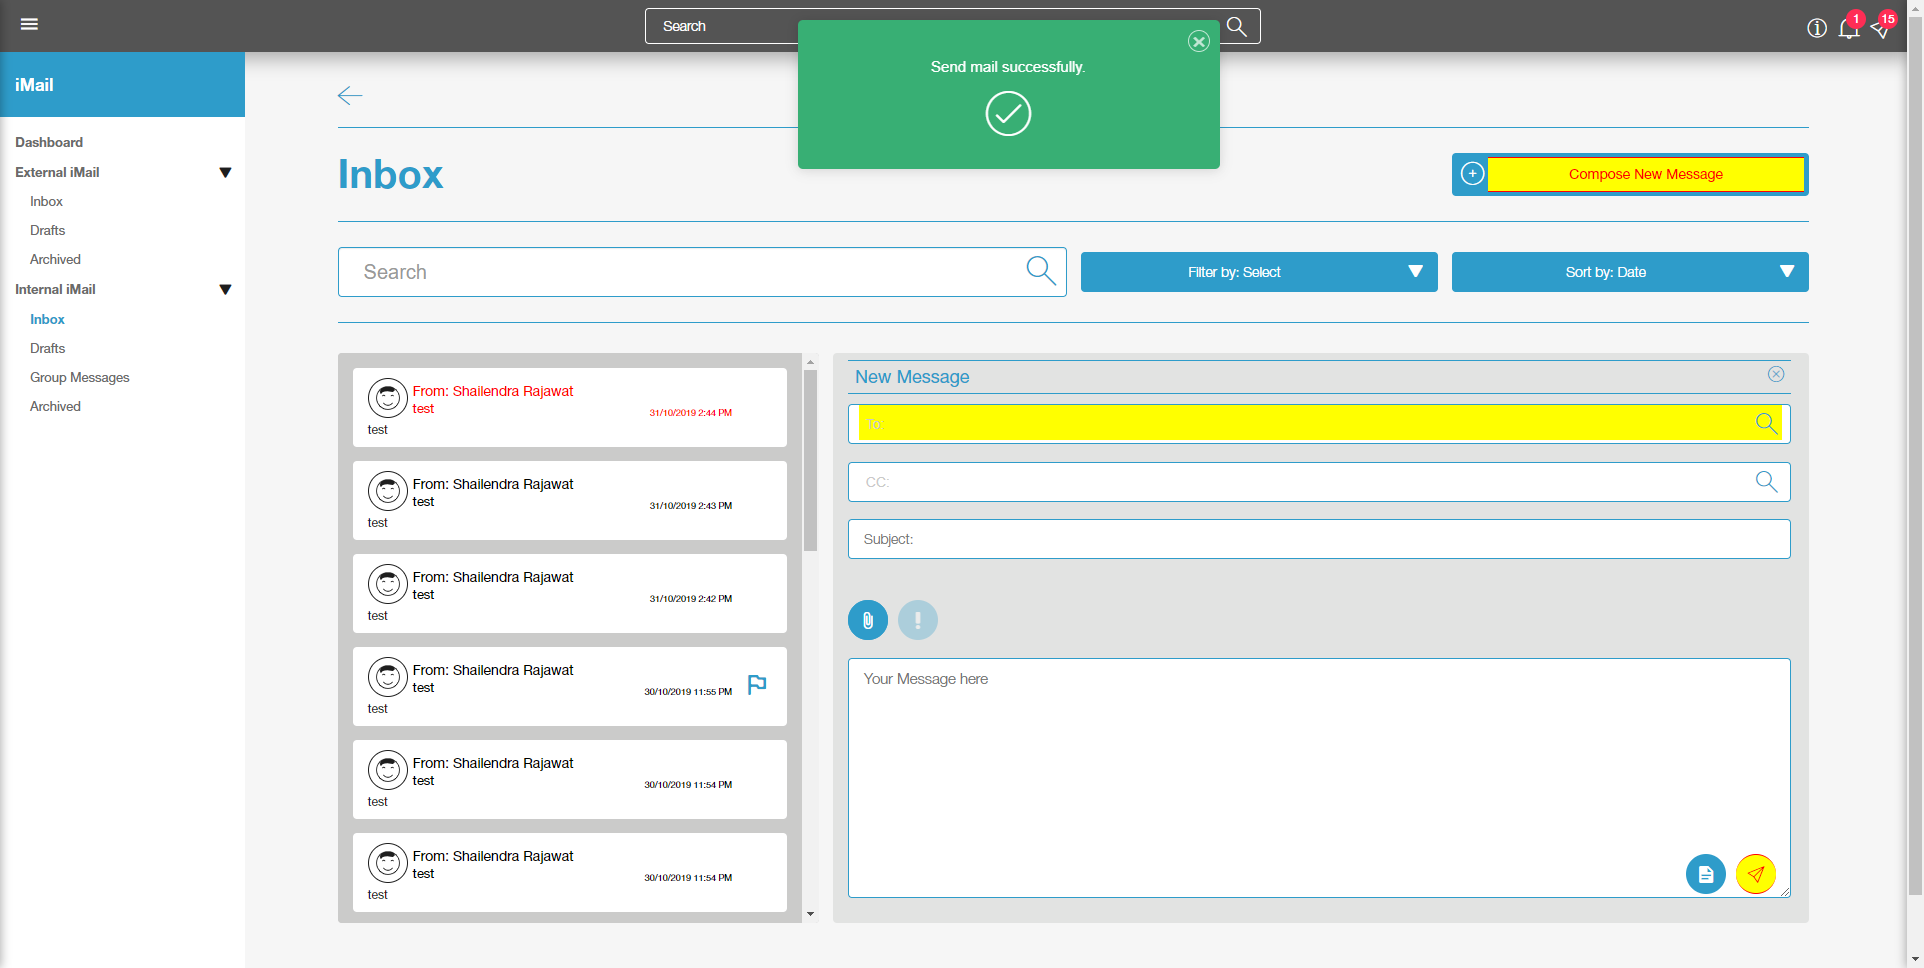 Search
1
15
Send mail successfully.
iMail
Dashboard
External iMail
Inbox
Drafts
Archived
Internal iMail
Inbox
Drafts
Group Messages
Archived
Inbox
Compose New Message
Search
Filter by: Select
Sort by: Date
From: Shailendra Rajawat
test
31/10/2019 2:44 PM
test
From: Shailendra Rajawat
test
31/10/2019 2:43 PM
test
From: Shailendra Rajawat
test
31/10/2019 2:42 PM
test
From: Shailendra Rajawat
test
30/10/2019 11:55 PM
test
From: Shailendra Rajawat
test
30/10/2019 11:54 PM
test
From: Shailendra Rajawat
test
30/10/2019 11:54 PM
test
New Message
To:
CC:
Subject:
Your Message here